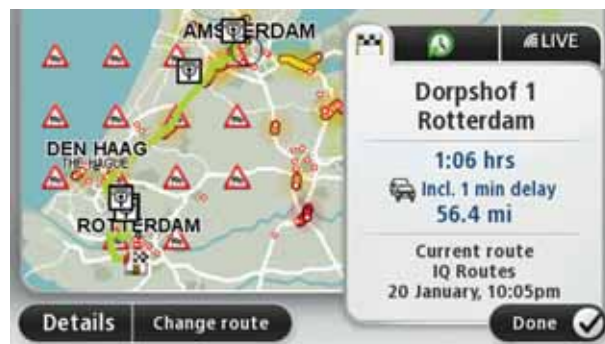 AMSTERDAM
DEN HAAG
THE HAGUE
ROTTERDAM
LIVE
Dorpshof 1
Rotterdam
1:06 hrs
Incl. 1 min delay
56.4 mi
Current route
IQ Routes
20 January, 10:05pm
Details
Change route
Done